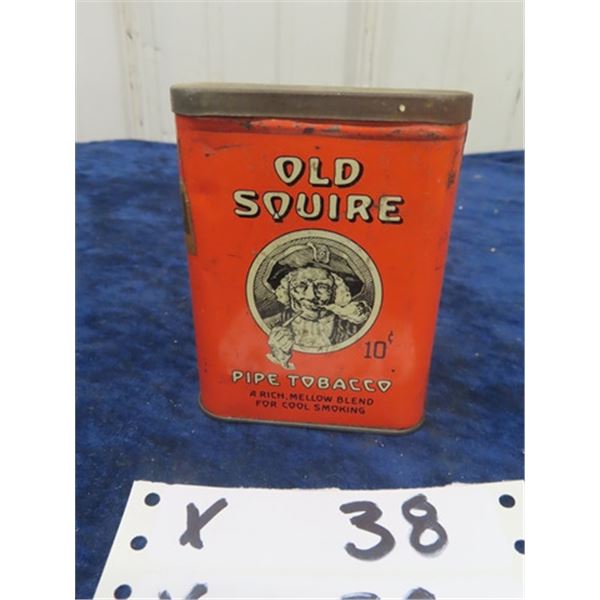 OLD
SQUIRE
10¢
PIPE TOBACCO
A RICH, MELLOW BLEND
FOR COOL SMOKING
X 38